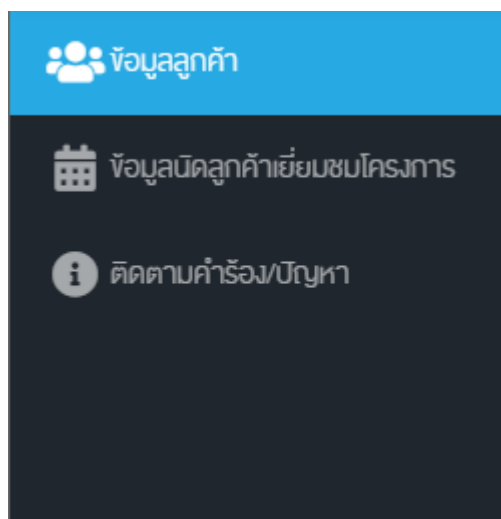 ข้อมูลลูกค้า
ข้อมูลนัดลูกค้าเยี่ยมชมโครงการ
ติดตามคำร้อง/ปัญหา